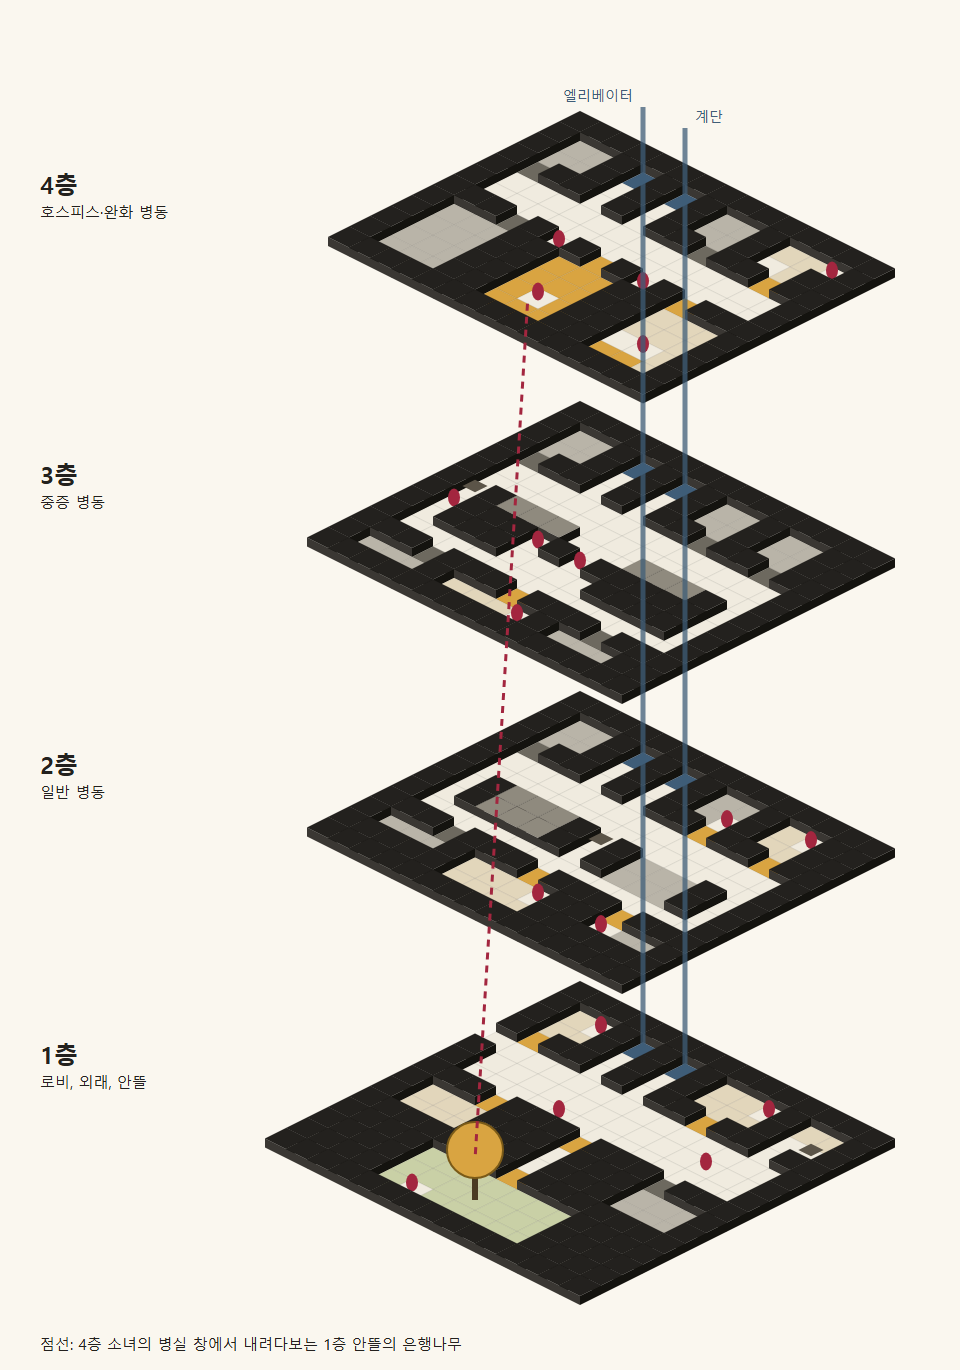 엘리베이터
계단
4층
호스피스·완화 병동
3층
중증 병동
2층
일반 병동
1층
로비, 외래, 안뜰
점선: 4층 소녀의 병실 창에서 내려다보는 1층 안뜰의 은행나무